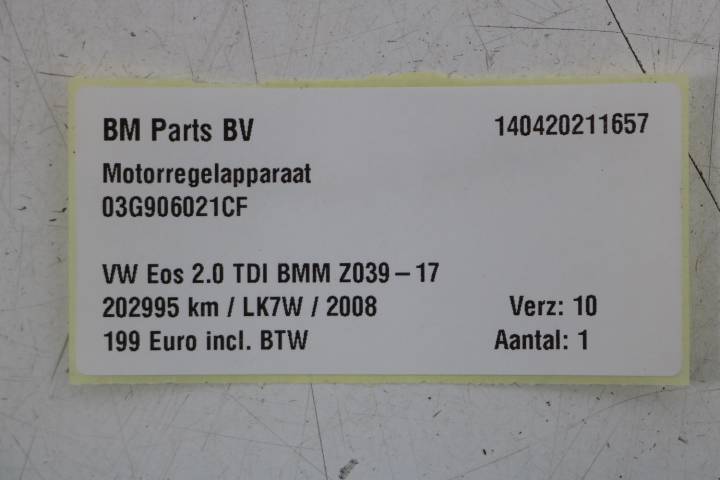 BM Parts BV 140420211657
Motorregelapparaat
03G906021CF
VW Eos 2.0 TDI BMM Z039-17
202995 km / LK7W / 2008 Verz: 10
199 Euro incl. BTW Aantal: 1